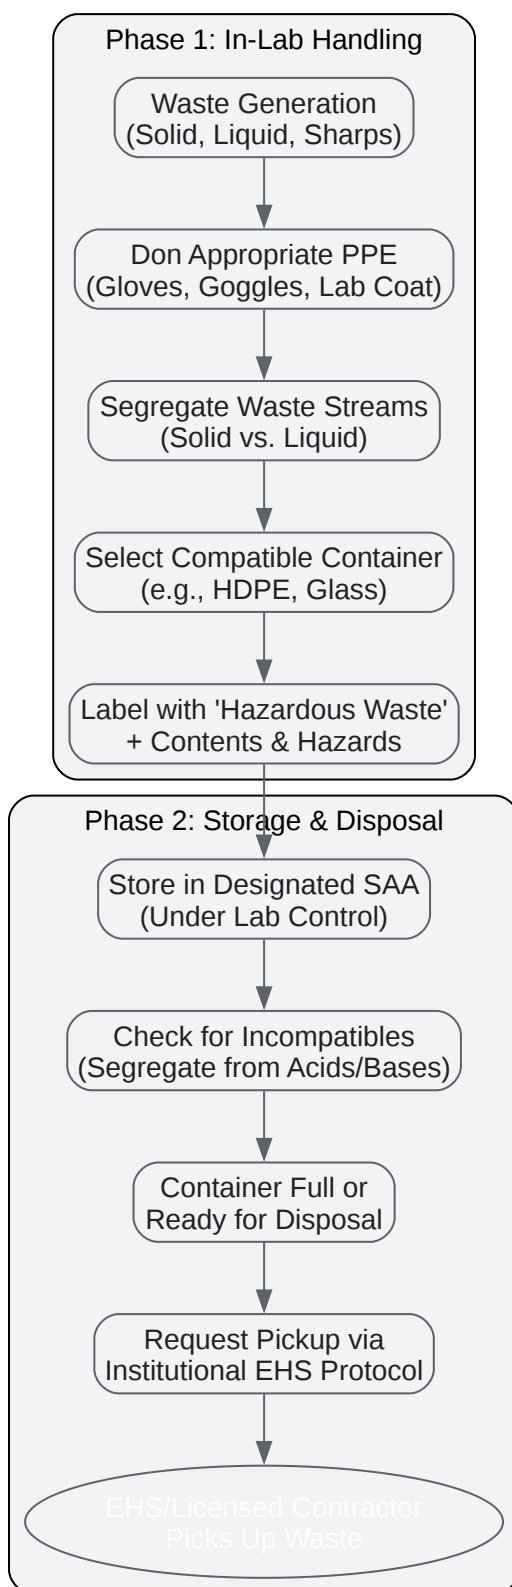 Phase 1: In-Lab Handling
Waste Generation
(Solid, Liquid, Sharps)
Don Appropriate PPE
(Gloves, Goggles, Lab Coat)
Segregate Waste Streams
(Solid vs. Liquid)
Select Compatible Container
(e.g., HDPE, Glass)
Label with 'Hazardous Waste'
+ Contents & Hazards
Phase 2: Storage & Disposal
Store in Designated SAA
(Under Lab Control)
Check for Incompatibles
(Segregate from Acids/Bases)
Container Full or
Ready for Disposal
Request Pickup via
Institutional EHS Protocol
EHS/Licensed Contractor
Picks Up Waste